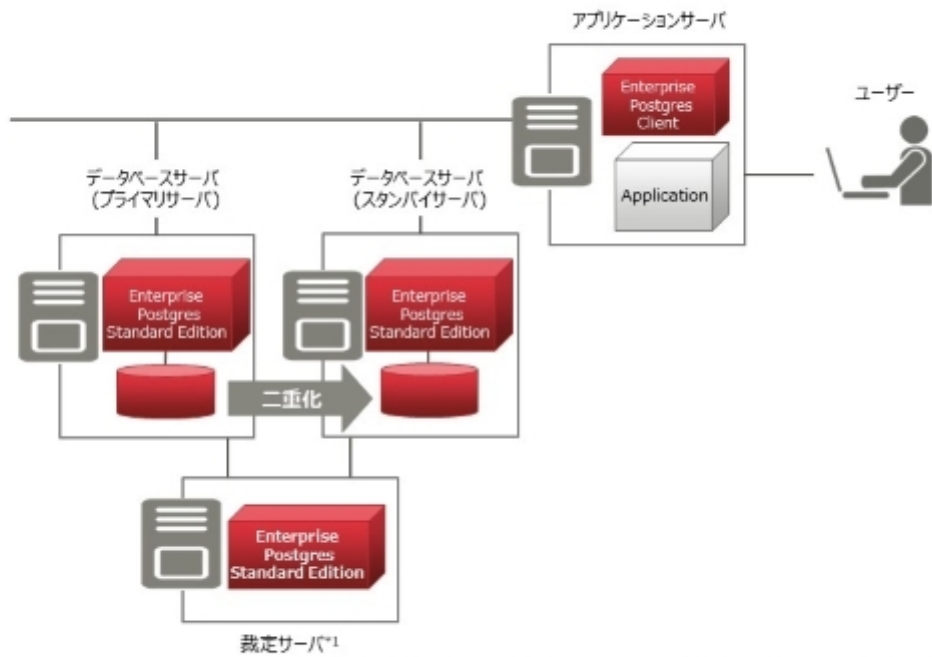 アプリケーションサーバ
Enterprise
Postgres
Client
Application
ユーザー
データベースサーバ
(プライマリサーバ)
データベースサーバ
(スタンバイサーバ)
Enterprise
Postgres
Standard Edition
Enterprise
Postgres
Standard Edition
二重化
Enterprise
Postgres
Standard Edition
裁定サーバ*1